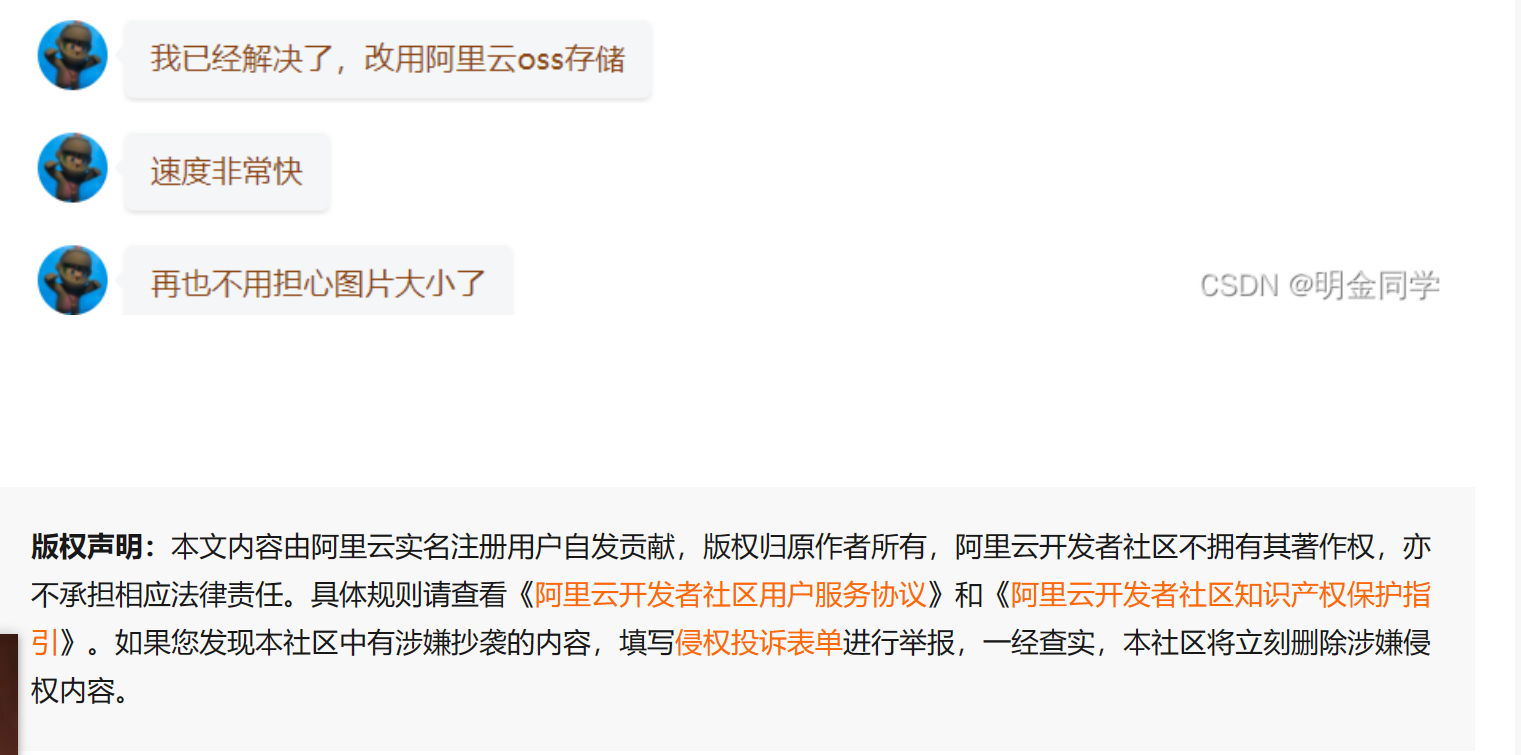 我已经解决了，改用阿里云oss存储
速度非常快
再也不用担心图片大小了
CSDN @明金同学
版权声明：本文内容由阿里云实名注册用户自发贡献，版权归原作者所有，阿里云开发者社区不拥有其著作权，亦
不承担相应法律责任。具体规则请查看《阿里云开发者社区用户服务协议》和《阿里云开发者社区知识产权保护指
引》。如果您发现本社区中有涉嫌抄袭的内容，填写侵权投诉表单进行举报，一经查实，本社区将立刻删除涉嫌侵
权内容。